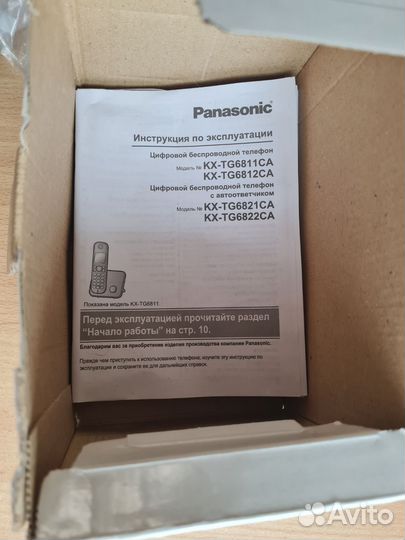 Panasonic
Инструкция по эксплуатации
Цифровой беспроводной телефон
Модель № KX-TG6811CA
KX-TG6812CA
Цифровой беспроводной телефон
с автоответчиком
Модель № KX-TG6821CA
KX-TG6822CA
Показана модель KX-TG6811
Перед эксплуатацией прочитайте раздел
"Начало работы" на стр. 10.
Благодарим вас за приобретение изделия производства компании Panasonic.
Прежде чем приступить к использованию телефона, изучите эту инструкцию по
эксплуатации и сохраните ее для дальнейших справок.
Avito